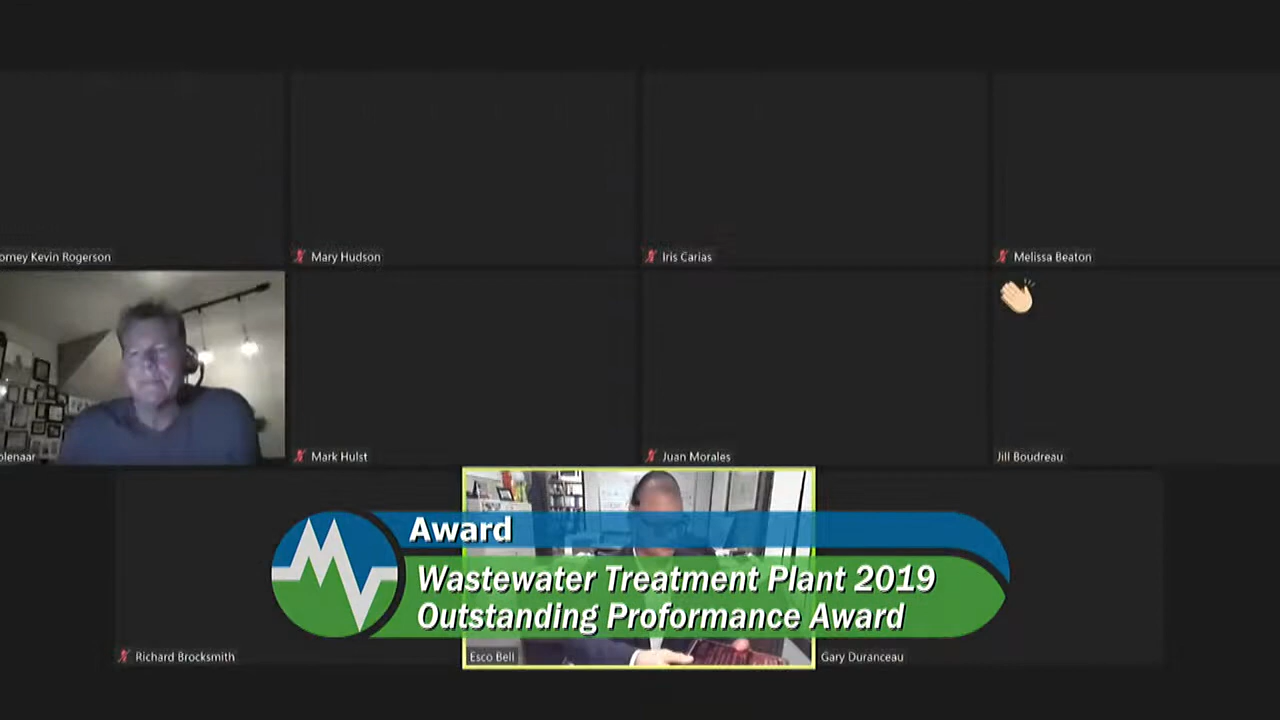 orney Kevin Rogerson
Mary Hudson
Iris Carias
Melissa Beaton
olenaar
Mark Hulst
Juan Morales
Jill Boudreau
Award
Wastewater Treatment Plant 2019
Outstanding Proformance Award
Richard Brocksmith
Esco Bell
Gary Duranceau